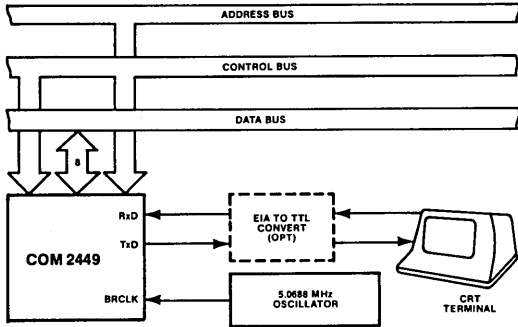 ADDRESS BUS
CONTROL BUS
DATA BUS
8
RxD
TxD
COM 2449
BRCLK
EIA TO TTL
CONVERT
(OPT)
5.0688 MHz
OSCILLATOR
CRT
TERMINAL